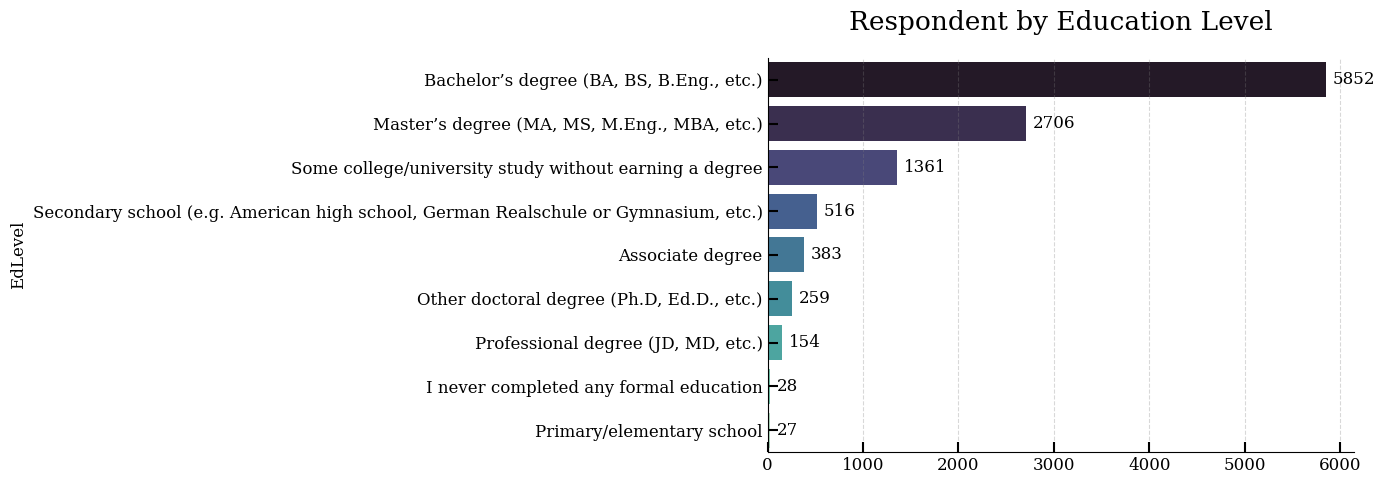 Respondent by Education Level
Bachelor’s degree (BA, BS, B.Eng., etc.) 5852
Master’s degree (MA, MS, M.Eng., MBA, etc.) 2706
Some college/university study without earning a degree 1361
Secondary school (e.g. American high school, German Realschule or Gymnasium, etc.) 516
Associate degree 383
Other doctoral degree (Ph.D, Ed.D., etc.) 259
Professional degree (JD, MD, etc.) 154
I never completed any formal education 28
Primary/elementary school 27
EdLevel
0 1000 2000 3000 4000 5000 6000